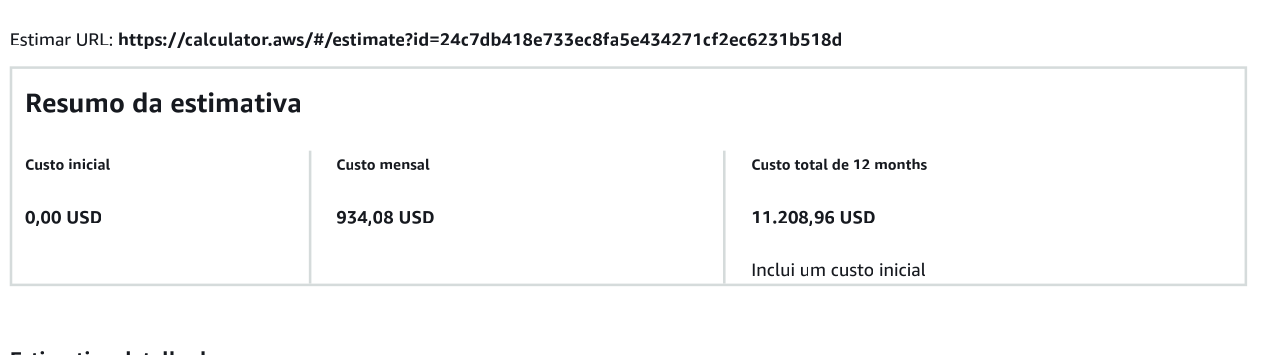 Estimar URL: https://calculator.aws/#/estimate?id=24c7db418e733ec8fa5e434271cf2ec6231b518d
Resumo da estimativa
Custo inicial
Custo mensal
Custo total de 12 months
0,00 USD
934,08 USD
11.208,96 USD
Inclui um custo inicial